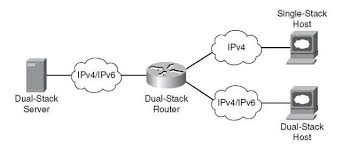 Single-Stack
Host
IPv4
IPv4/IPv6
Dual-Stack
Server
Dual-Stack
Router
IPv4/IPv6
Dual-Stack
Host